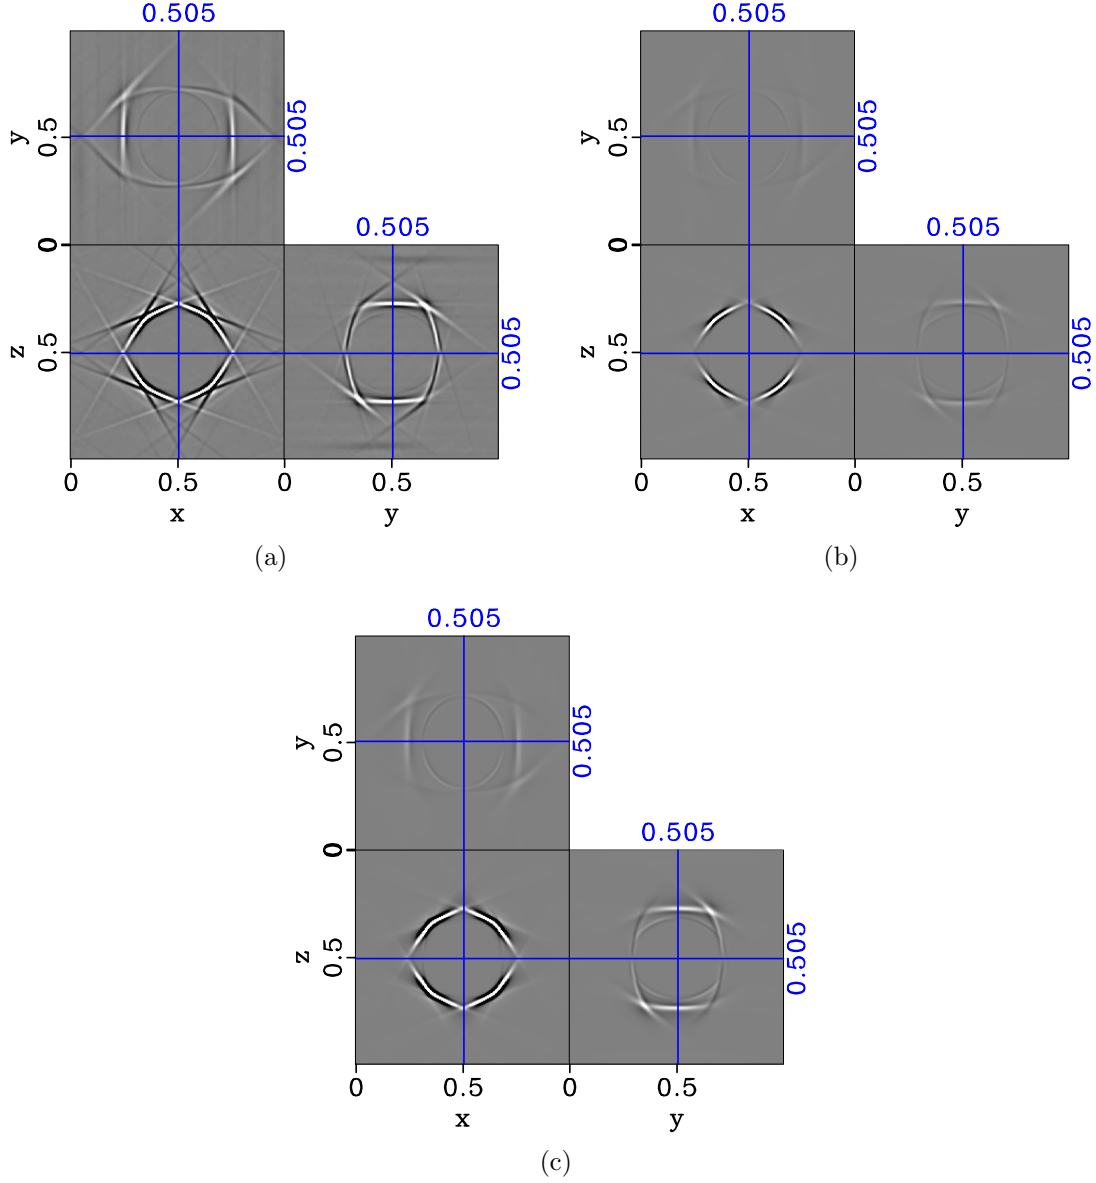 0.505 0.505
y 0.5 0.505 y 0.5 0.505
0 0.505 0 0.505
z 0.5 0.505 z 0.5 0.505
0 0.5 0 0.5 0 0.5 0 0.5
x y x y
(a) (b)
0.505
y 0.5 0.505
0 0.505
z 0.5 0.505
0 0.5 0 0.5
x y
(c)